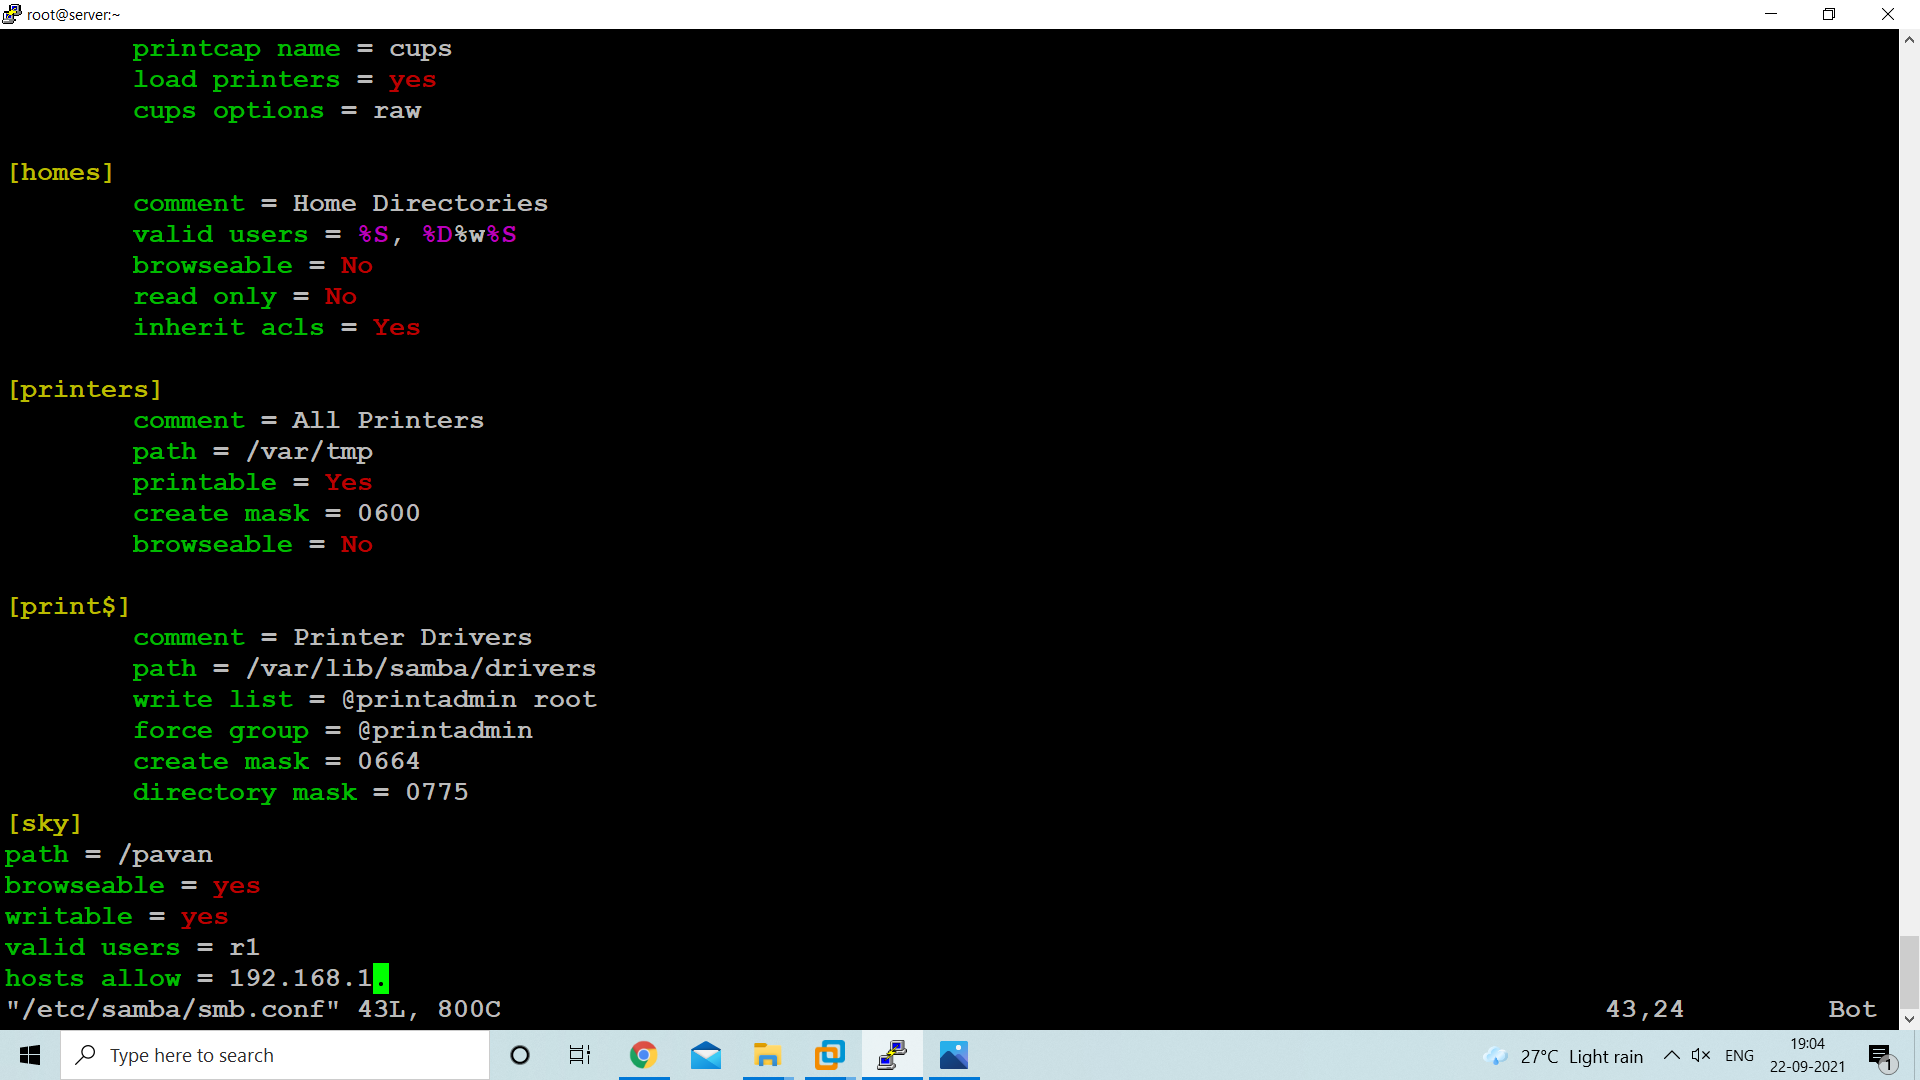 root@server:~
printcap name = cups
load printers = yes
cups options = raw
[homes]
comment = Home Directories
valid users = %S, %D%w%S
browseable = No
read only = No
inherit acls = Yes
[printers]
comment = All Printers
path = /var/tmp
printable = Yes
create mask = 0600
browseable = No
[print$]
comment = Printer Drivers
path = /var/lib/samba/drivers
write list = @printadmin root
force group = @printadmin
create mask = 0664
directory mask = 0775
[sky]
path = /pavan
browseable = yes
writable = yes
valid users = r1
hosts allow = 192.168.1.
"/etc/samba/smb.conf" 43L, 800C 43,24 Bot
Type here to search
27°C Light rain
ENG
19:04
22-09-2021
1